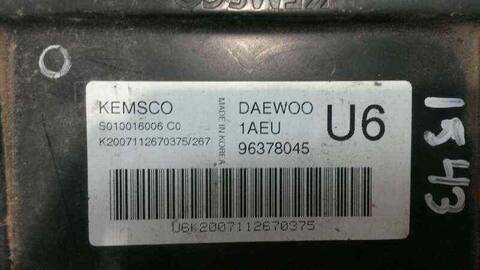 KEMSCO
S010016006 C0
K2007112670375/267
MADE IN KOREA
DAEWOO
1AEU
96378045
U6
U6K2007112670375
1543